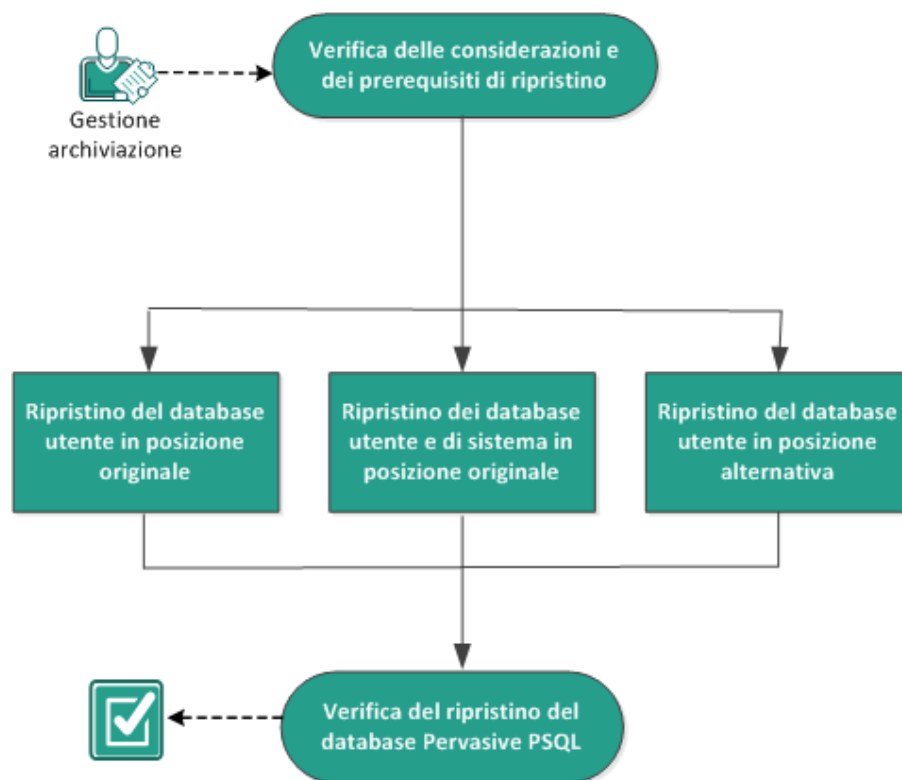 Verifica delle considerazioni e
dei prerequisiti di ripristino
Gestione
archiviazione
Ripristino del database
utente in posizione
originale
Ripristino dei database
utente e di sistema in
posizione originale
Ripristino del database
utente in posizione
alternativa
Verifica del ripristino del
database Pervasive PSQL